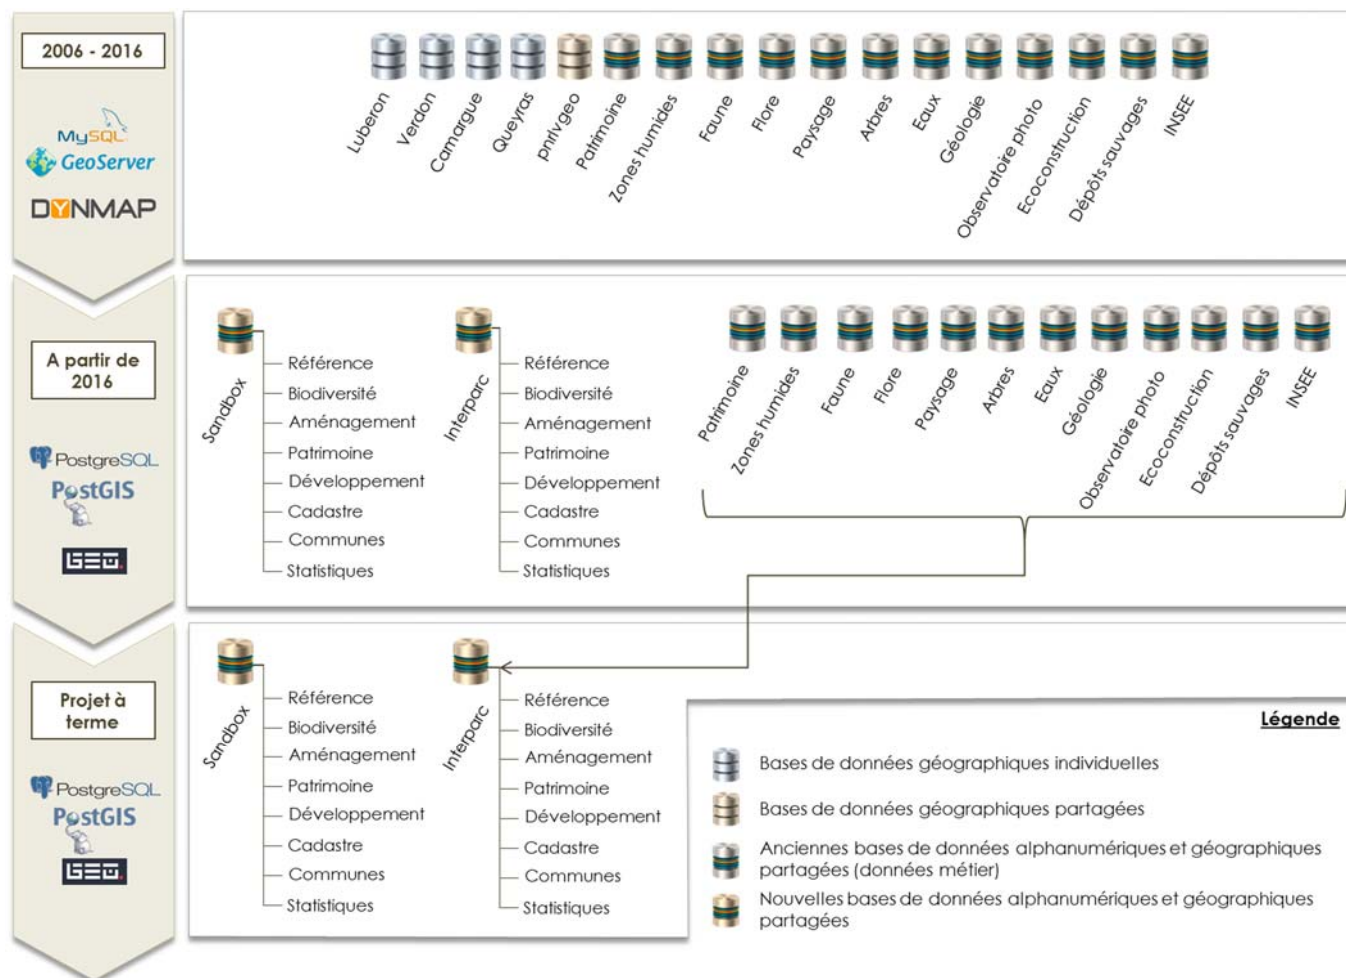 2006 - 2016
MySQL
GeoServer
DYNMAP
Luberon
Verdon
Camargue
Queyras
pnrlvgeo
Patrimoine
Zones humides
Faune
Flore
Paysage
Arbres
Eaux
Géologie
Observatoire photo
Ecoconstruction
Dépôts sauvages
INSEE
A partir de
2016
PostgreSQL
PostGIS
GEO.
Sandbox
Référence
Biodiversité
Aménagement
Patrimoine
Développement
Cadastre
Communes
Statistiques
Interparc
Référence
Biodiversité
Aménagement
Patrimoine
Développement
Cadastre
Communes
Statistiques
Patrimoine
Zones humides
Faune
Flore
Paysage
Arbres
Eaux
Géologie
Observatoire photo
Ecoconstruction
Dépôts sauvages
INSEE
Projet à
terme
PostgreSQL
PostGIS
GEO.
Sandbox
Référence
Biodiversité
Aménagement
Patrimoine
Développement
Cadastre
Communes
Statistiques
Interparc
Référence
Biodiversité
Aménagement
Patrimoine
Développement
Cadastre
Communes
Statistiques
Légende
Bases de données géographiques individuelles
Bases de données géographiques partagées
Anciennes bases de données alphanumériques et géographiques
partagées (données métier)
Nouvelles bases de données alphanumériques et géographiques
partagées